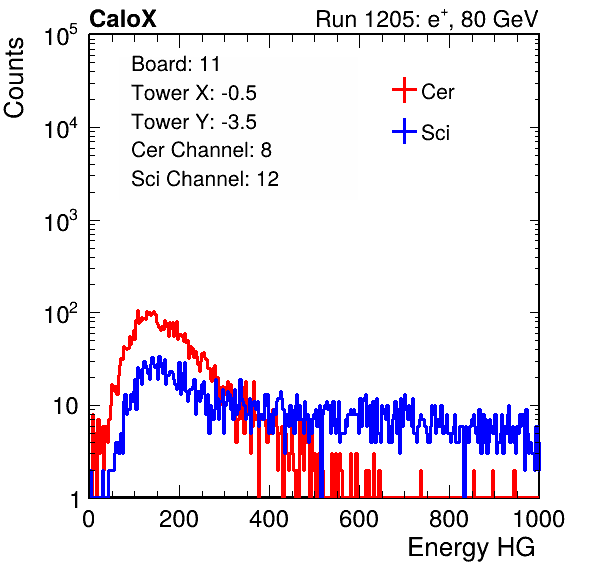 CaloX Run 1205: e⁺, 80 GeV
Counts
Board: 11
Tower X: -0.5
Tower Y: -3.5
Cer Channel: 8
Sci Channel: 12
Cer
Sci
10⁵
10⁴
10³
10²
10
1
0 200 400 600 800 1000
Energy HG